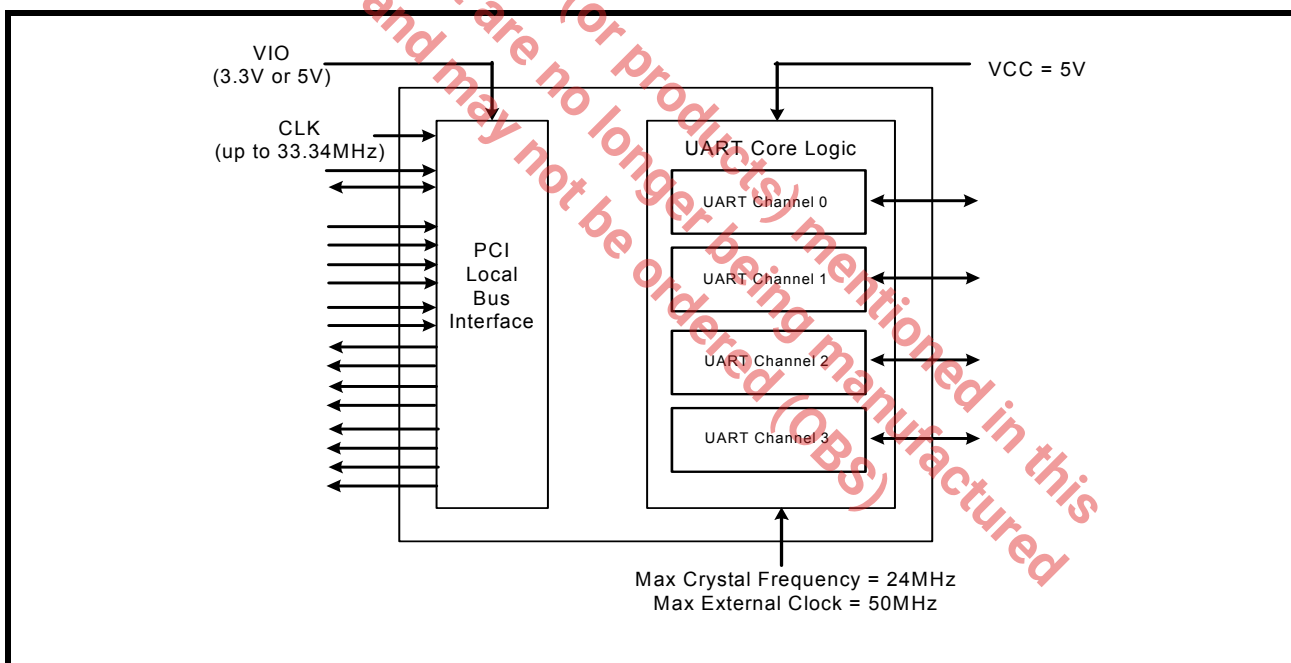 VIO
(3.3V or 5V)
VCC = 5V
CLK
(up to 33.34MHz)
PCI
Local
Bus
Interface
UART Core Logic
UART Channel 0
UART Channel 1
UART Channel 2
UART Channel 3
Max Crystal Frequency = 24MHz
Max External Clock = 50MHz
(or products) mentioned in this
are no longer being manufactured
and may not be ordered (OBS)